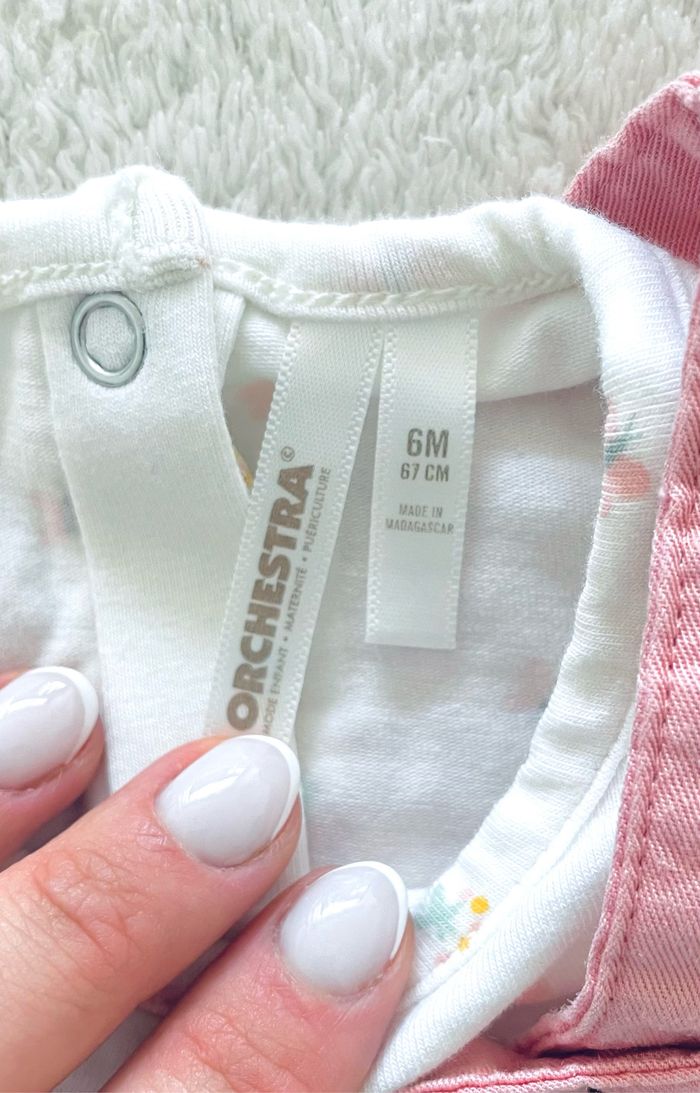 ORCHESTRA©
MODE ENFANT • MATERNITÉ • PUÉRICULTURE
6M
67 CM
MADE IN
MADAGASCAR